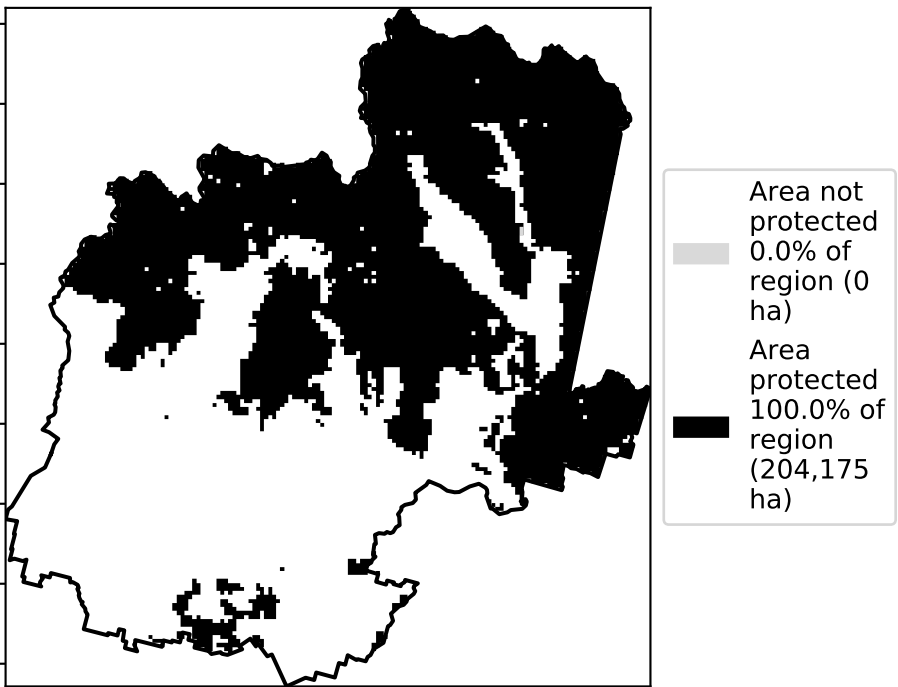 Area not
protected
0.0% of
region (0
ha)
Area
protected
100.0% of
region
(204,175
ha)